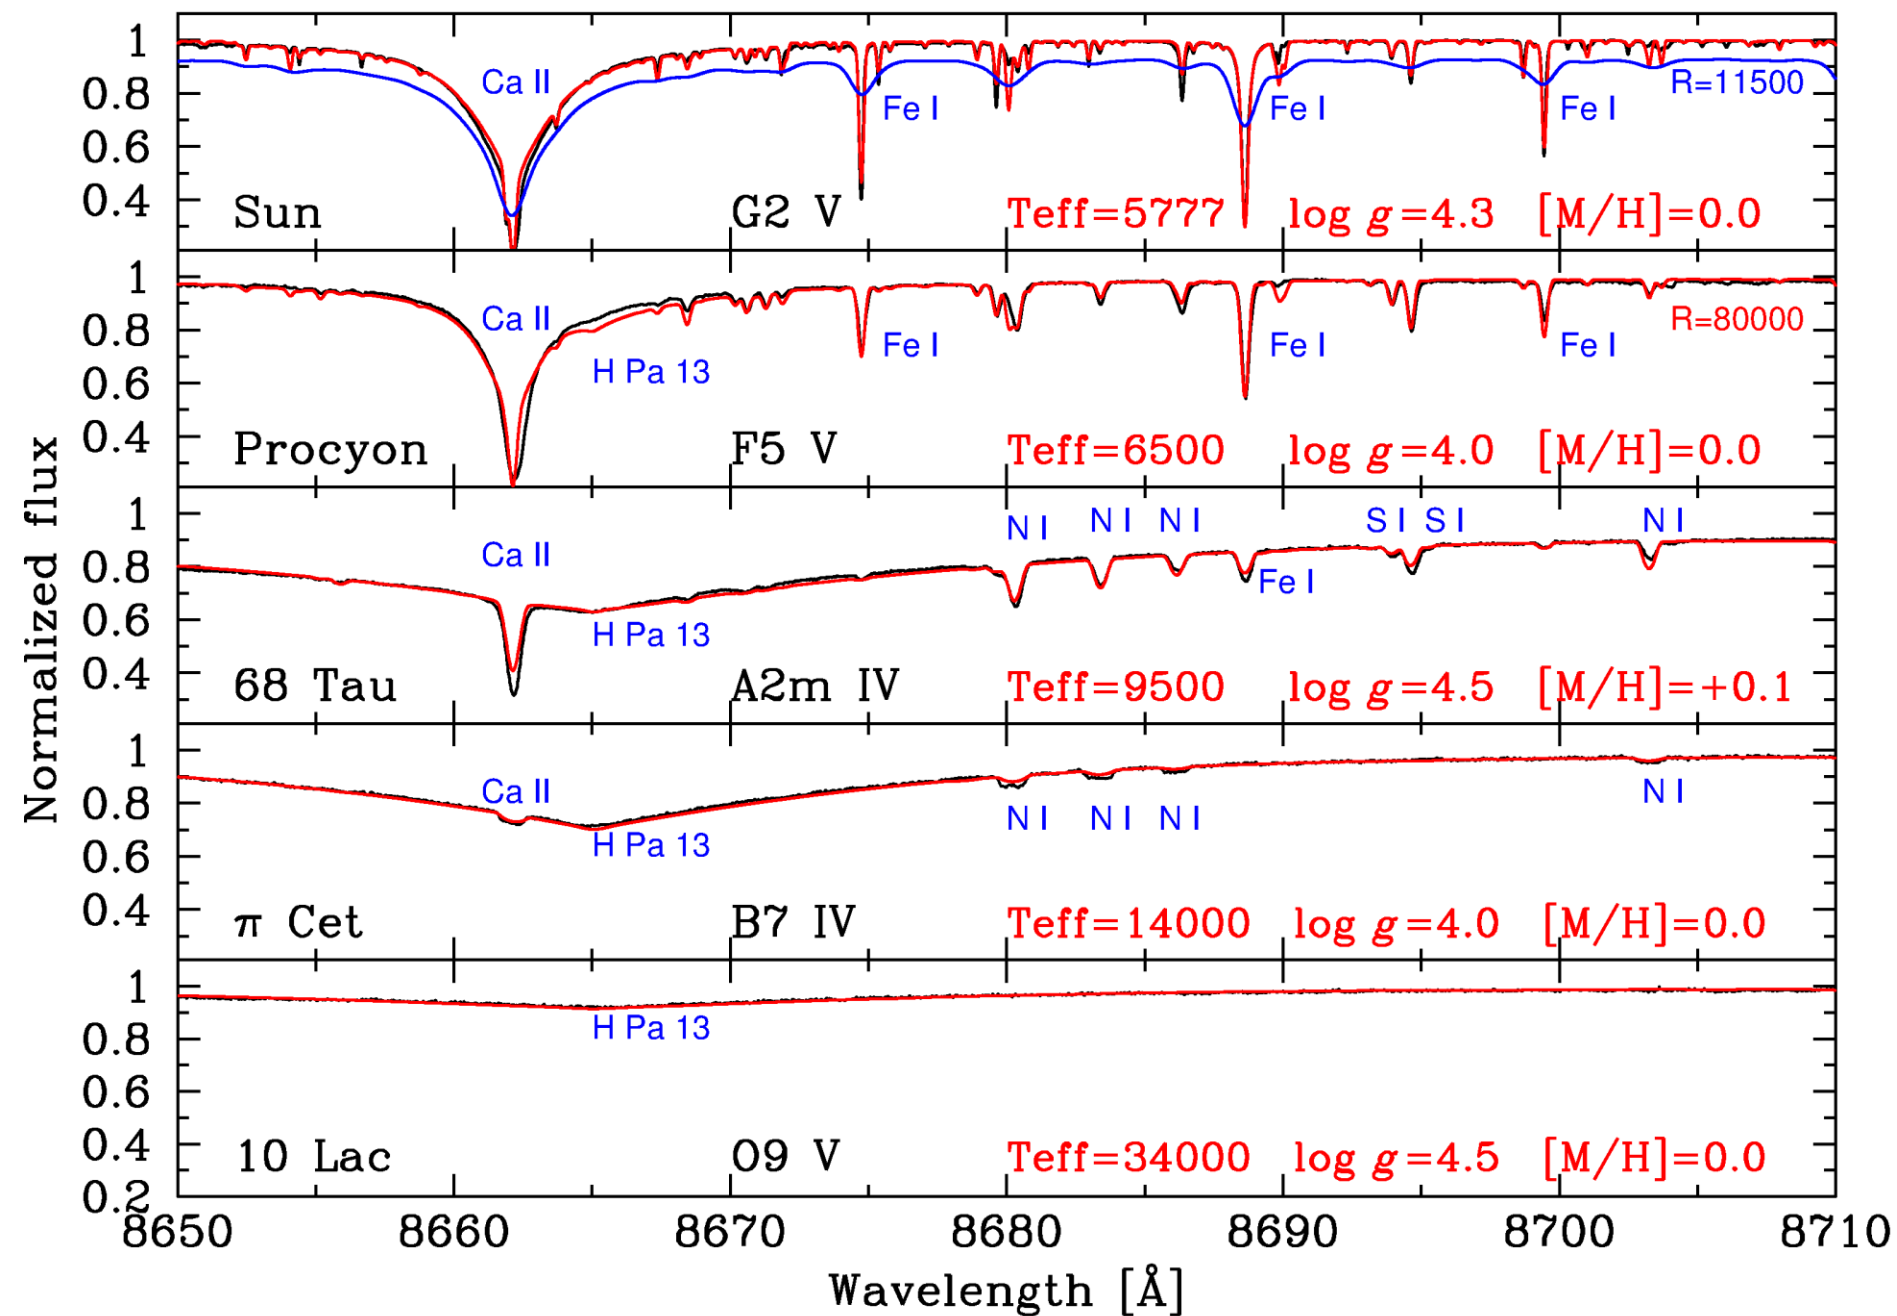 Normalized flux
1
0.8
0.6
0.4
Ca II
Fe I
Fe I
Fe I
R=11500
Sun
G2 V
Teff=5777 log g=4.3 [M/H]=0.0
1
0.8
0.6
0.4
Ca II
H Pa 13
Fe I
Fe I
Fe I
R=80000
Procyon
F5 V
Teff=6500 log g=4.0 [M/H]=0.0
1
0.8
0.6
0.4
Ca II
H Pa 13
N I
N I
N I
Fe I
S I
S I
N I
68 Tau
A2m IV
Teff=9500 log g=4.5 [M/H]=+0.1
1
0.8
0.6
0.4
Ca II
H Pa 13
N I
N I
N I
N I
π Cet
B7 IV
Teff=14000 log g=4.0 [M/H]=0.0
1
0.8
0.6
0.4
0.2
H Pa 13
10 Lac
O9 V
Teff=34000 log g=4.5 [M/H]=0.0
8650 8660 8670 8680 8690 8700 8710
Wavelength [Å]